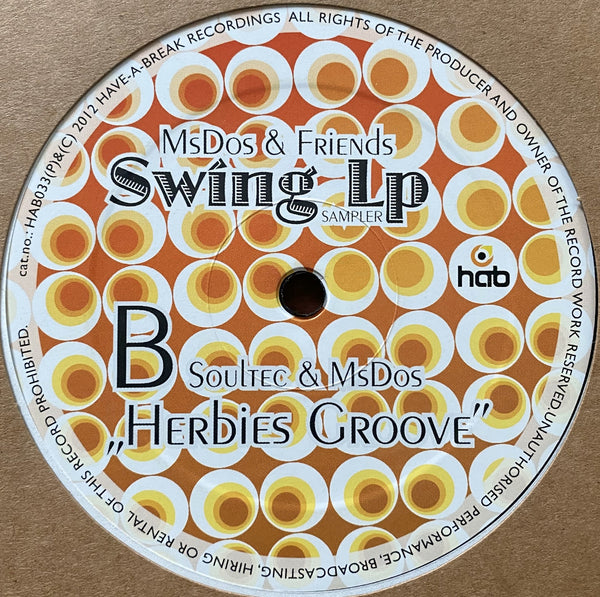 MsDos & Friends
Swing Lp
SAMPLER
hab
B
Soultec & MsDos
„Herbies Groove”
cat.no.: HAB033(P)&(C) 2012 HAVE-A-BREAK RECORDINGS ALL RIGHTS OF THE PRODUCER AND OWNER OF THE RECORD WORK RESERVED.UNAUTHORISED PERFORMANCE, BROADCASTING, HIRING OR RENTAL OF THIS RECORD PROHIBITED.